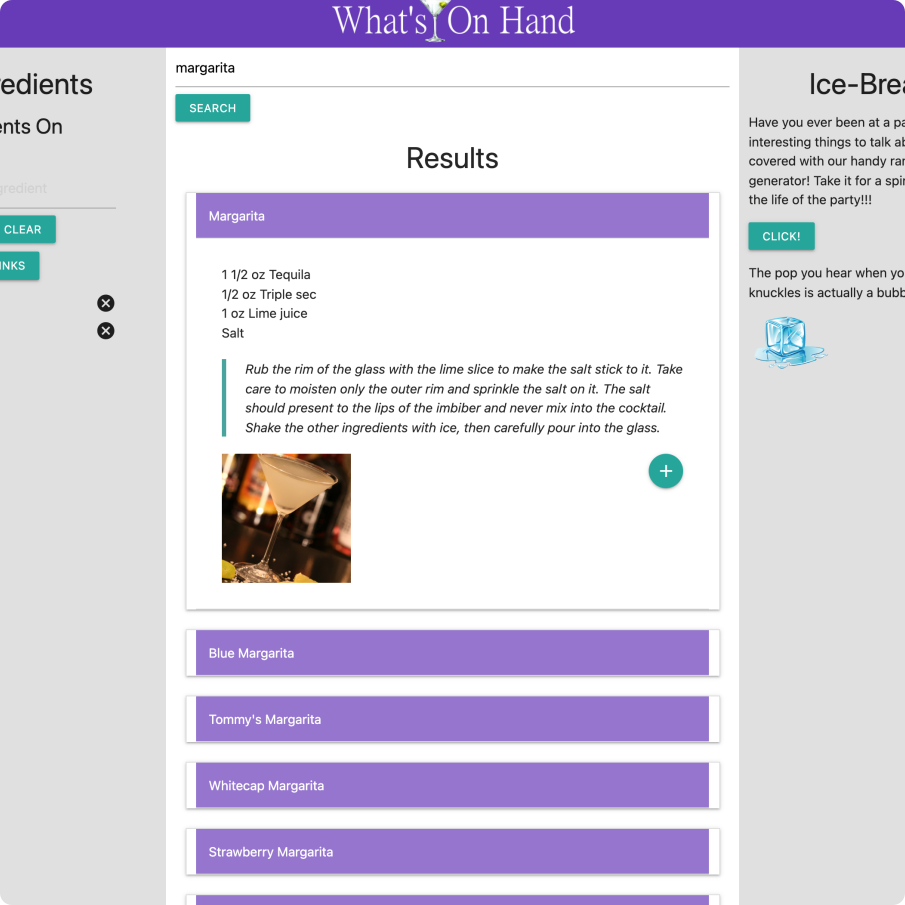 What's On Hand
edients
nts On
gredient
CLEAR
INKS
margarita
SEARCH
Results
Margarita
1 1/2 oz Tequila
1/2 oz Triple sec
1 oz Lime juice
Salt
Rub the rim of the glass with the lime slice to make the salt stick to it. Take
care to moisten only the outer rim and sprinkle the salt on it. The salt
should present to the lips of the imbiber and never mix into the cocktail.
Shake the other ingredients with ice, then carefully pour into the glass.
Blue Margarita
Tommy's Margarita
Whitecap Margarita
Strawberry Margarita
Ice-Brea
Have you ever been at a pa
interesting things to talk ab
covered with our handy ran
generator! Take it for a spin
the life of the party!!!
CLICK!
The pop you hear when yo
knuckles is actually a bubb